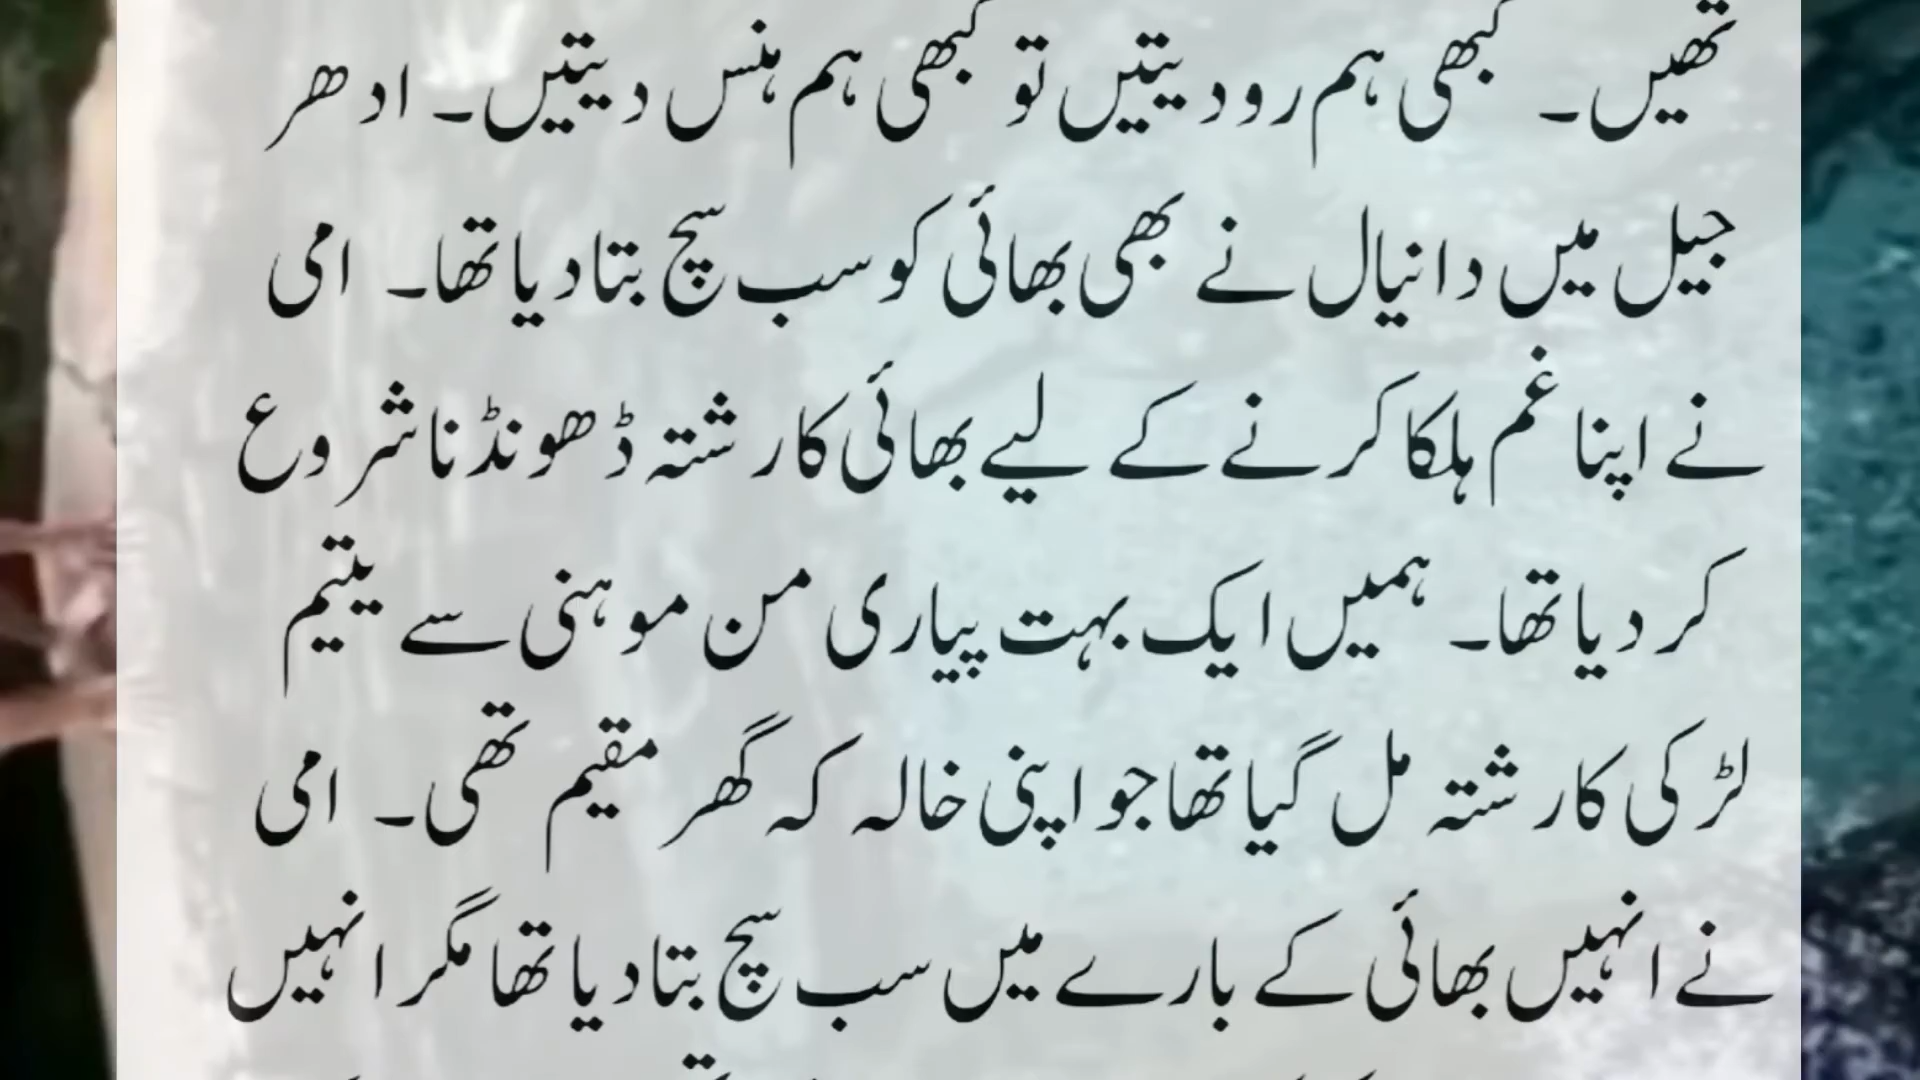 تھیں۔ کبھی ہم رو دیتیں تو کبھی ہم ہنس دیتیں۔ ادھر
جیل میں دانیال نے بھی بھائی کو سب سچ بتا دیا تھا۔ امی
نے اپنا غم ہلکا کرنے کے لیے بھائی کا رشتہ ڈھونڈنا شروع
کر دیا تھا۔ ہمیں ایک بہت پیاری من موہنی سے یتیم
لڑکی کا رشتہ مل گیا تھا جو اپنی خالہ کہ گھر مقیم تھی۔ امی
نے انہیں بھائی کے بارے میں سب سچ بتا دیا تھا مگر انہیں